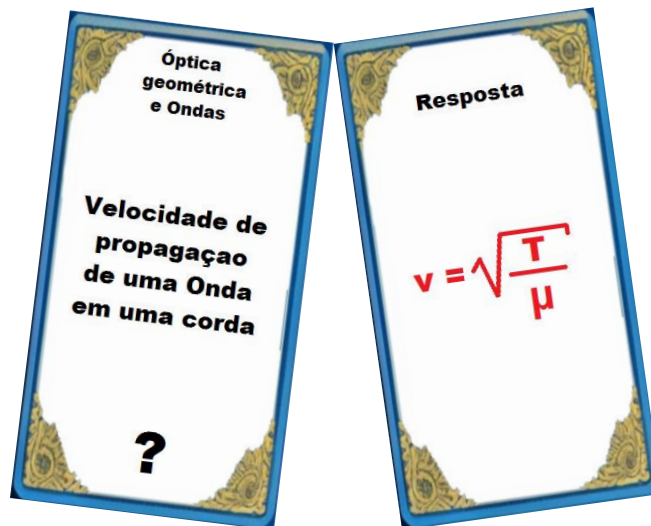 Óptica
geométrica
e Ondas
Velocidade de
propagaçao
de uma Onda
em uma corda
?
Resposta
v = √(T/μ)